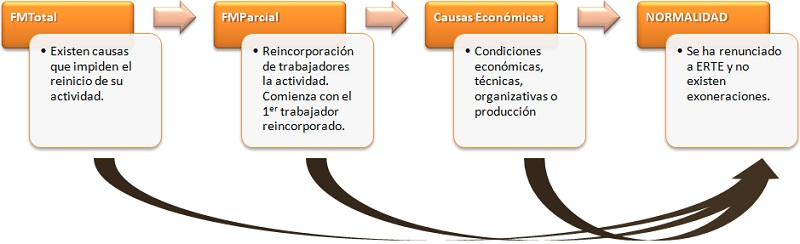 FMTotal
• Existen causas
que impiden el
reinicio de su
actividad.
FMParcial
• Reincorporación
de trabajadores
la actividad.
Comienza con el
1er trabajador
reincorporado.
Causas Económicas
• Condiciones
económicas,
técnicas,
organizativas o
producción
NORMALIDAD
• Se ha renunciado
a ERTE y no
existen
exoneraciones.